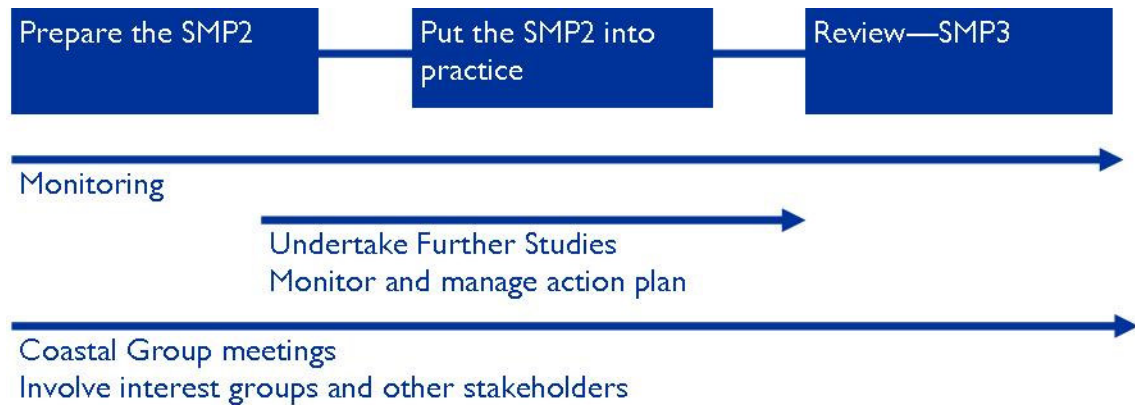 Prepare the SMP2
Put the SMP2 into
practice
Review—SMP3
Monitoring
Undertake Further Studies
Monitor and manage action plan
Coastal Group meetings
Involve interest groups and other stakeholders